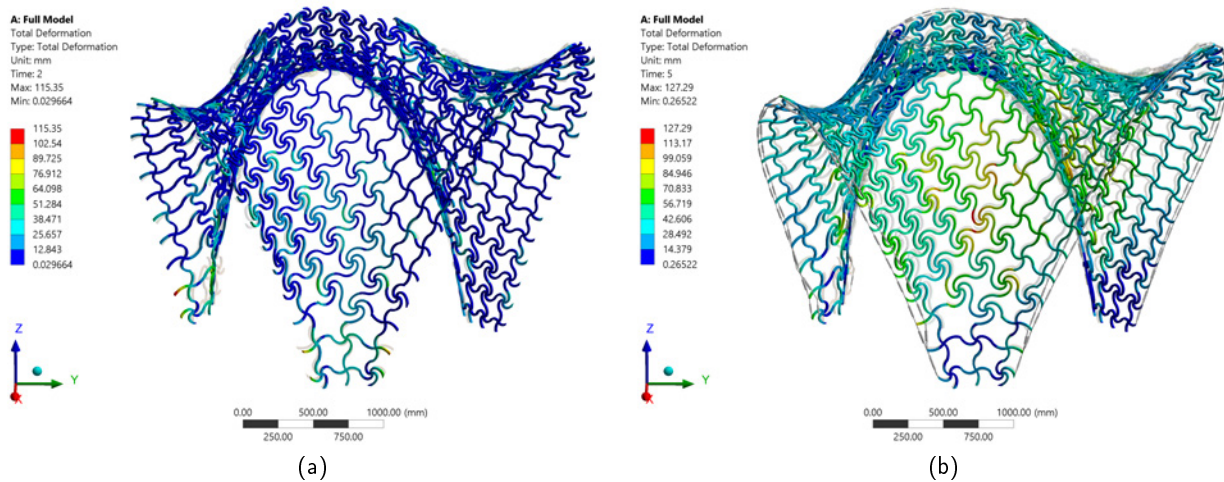 A: Full Model
Total Deformation
Type: Total Deformation
Unit: mm
Time: 2
Max: 115.35
Min: 0.029664
115.35
102.54
89.725
76.912
64.098
51.284
38.471
25.657
12.843
0.029664
Z
Y
X
0.00 500.00 1000.00 (mm)
250.00 750.00
(a)
A: Full Model
Total Deformation
Type: Total Deformation
Unit: mm
Time: 5
Max: 127.29
Min: 0.26522
127.29
113.17
99.059
84.946
70.833
56.719
42.606
28.492
14.379
0.26522
Z
Y
X
0.00 500.00 1000.00 (mm)
250.00 750.00
(b)